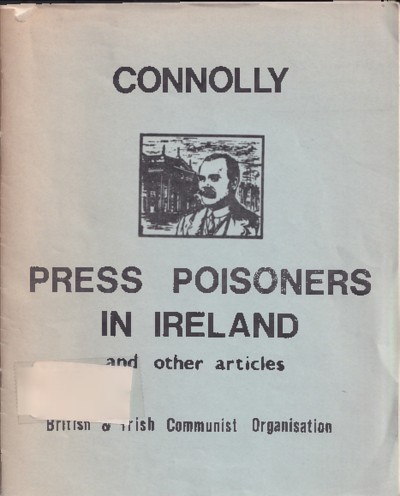 CONNOLLY
PRESS POISONERS
IN IRELAND
and other articles
British & Irish Communist Organisation